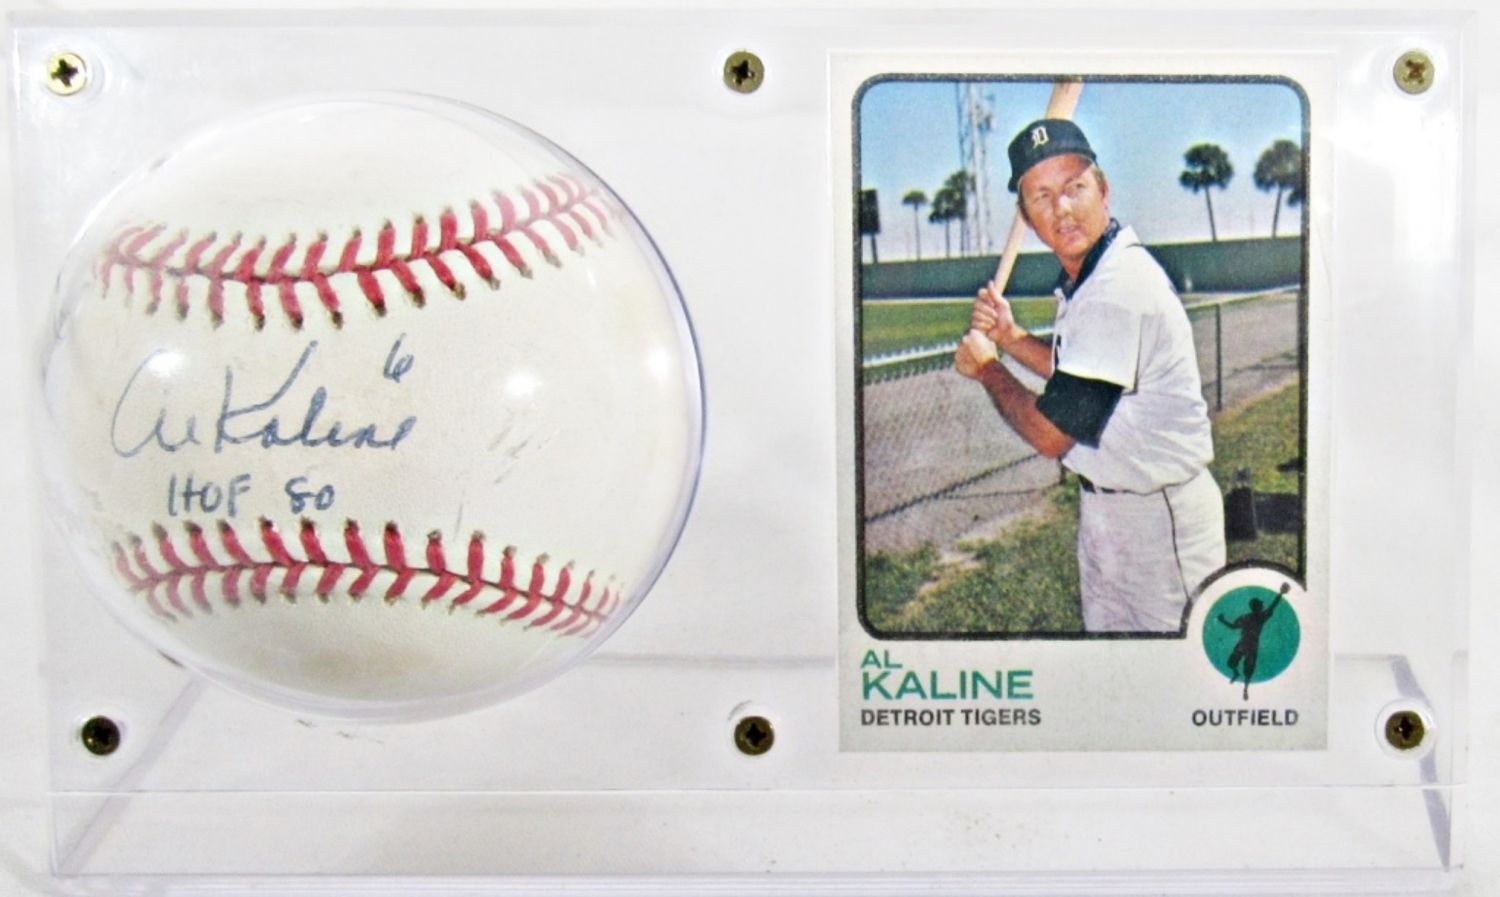 6
Al Kaline
HOF 80
D
AL
KALINE
DETROIT TIGERS
OUTFIELD